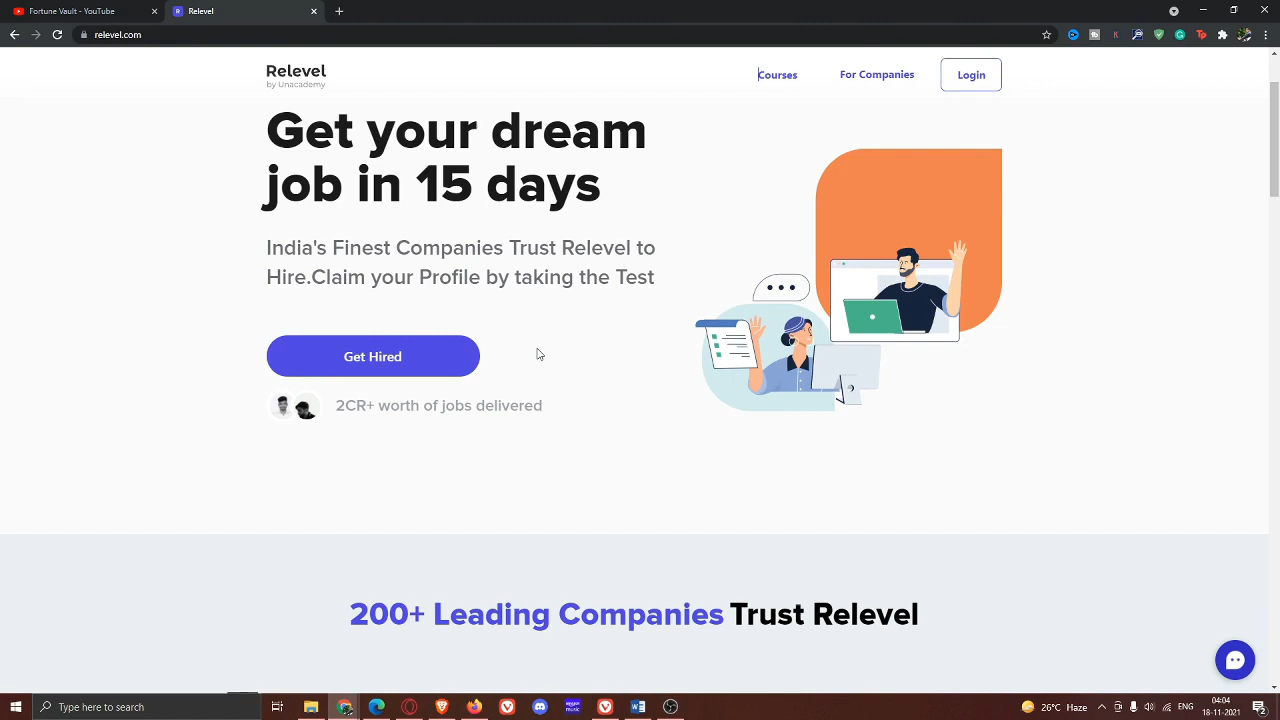 Fortune Vault - YouTube
Relevel
relevel.com
Relevel
by Unacademy
Courses
For Companies
Login
Get your dream
job in 15 days
India's Finest Companies Trust Relevel to
Hire.Claim your Profile by taking the Test
Get Hired
2CR+ worth of jobs delivered
200+ Leading Companies Trust Relevel
Type here to search
26°C Haze
ENG
04:04
18-11-2021